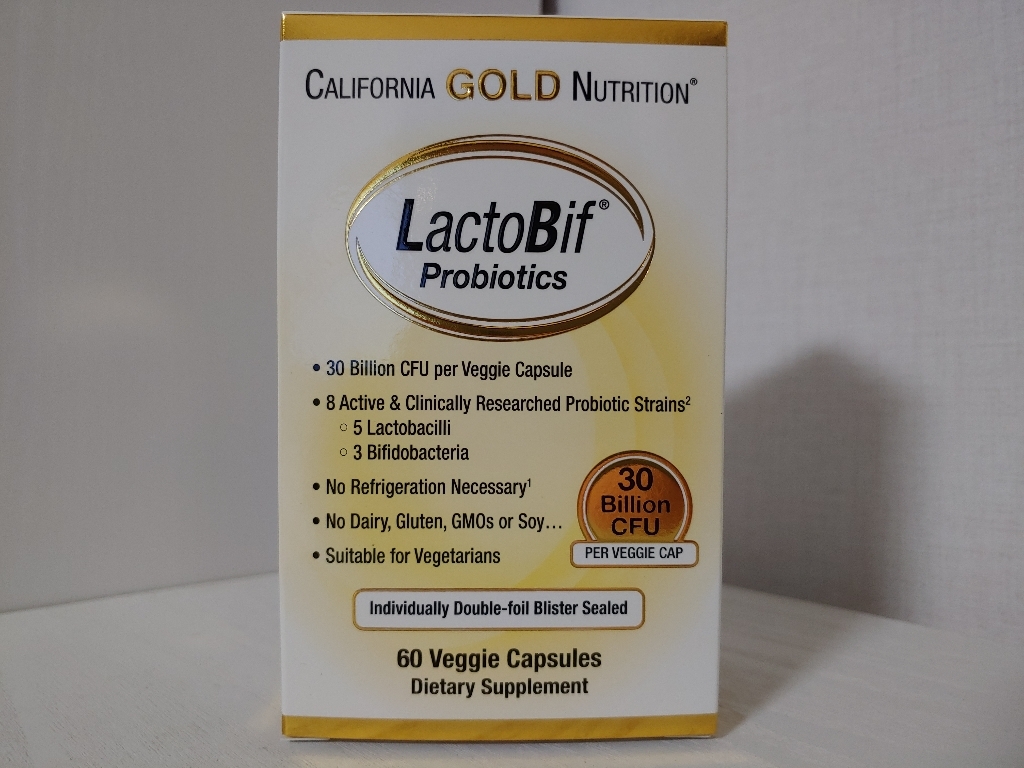 CALIFORNIA GOLD NUTRITION®
LactoBif®
Probiotics
• 30 Billion CFU per Veggie Capsule
• 8 Active & Clinically Researched Probiotic Strains²
○ 5 Lactobacilli
○ 3 Bifidobacteria
• No Refrigeration Necessary¹
• No Dairy, Gluten, GMOs or Soy...
• Suitable for Vegetarians
30
Billion
CFU
PER VEGGIE CAP
Individually Double-foil Blister Sealed
60 Veggie Capsules
Dietary Supplement